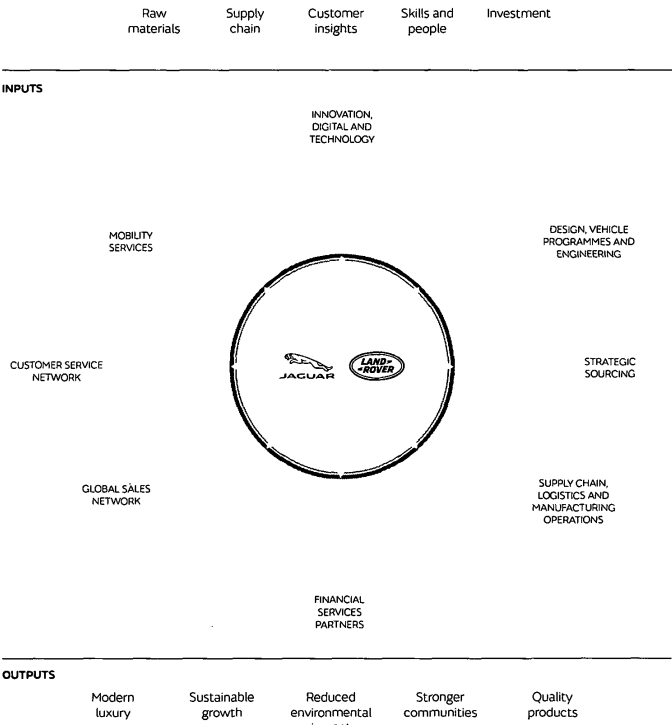 Raw Supply Customer Skills and Investment
materials chain insights people
INPUTS
INNOVATION,
DIGITAL AND
TECHNOLOGY
MOBILITY
SERVICES
DESIGN, VEHICLE
PROGRAMMES AND
ENGINEERING
JAGUAR
LAND-
-ROVER
CUSTOMER SERVICE
NETWORK
STRATEGIC
SOURCING
GLOBAL SALES
NETWORK
SUPPLY CHAIN,
LOGISTICS AND
MANUFACTURING
OPERATIONS
FINANCIAL
SERVICES
PARTNERS
OUTPUTS
Modern Sustainable Reduced Stronger Quality
luxury growth environmental communities products